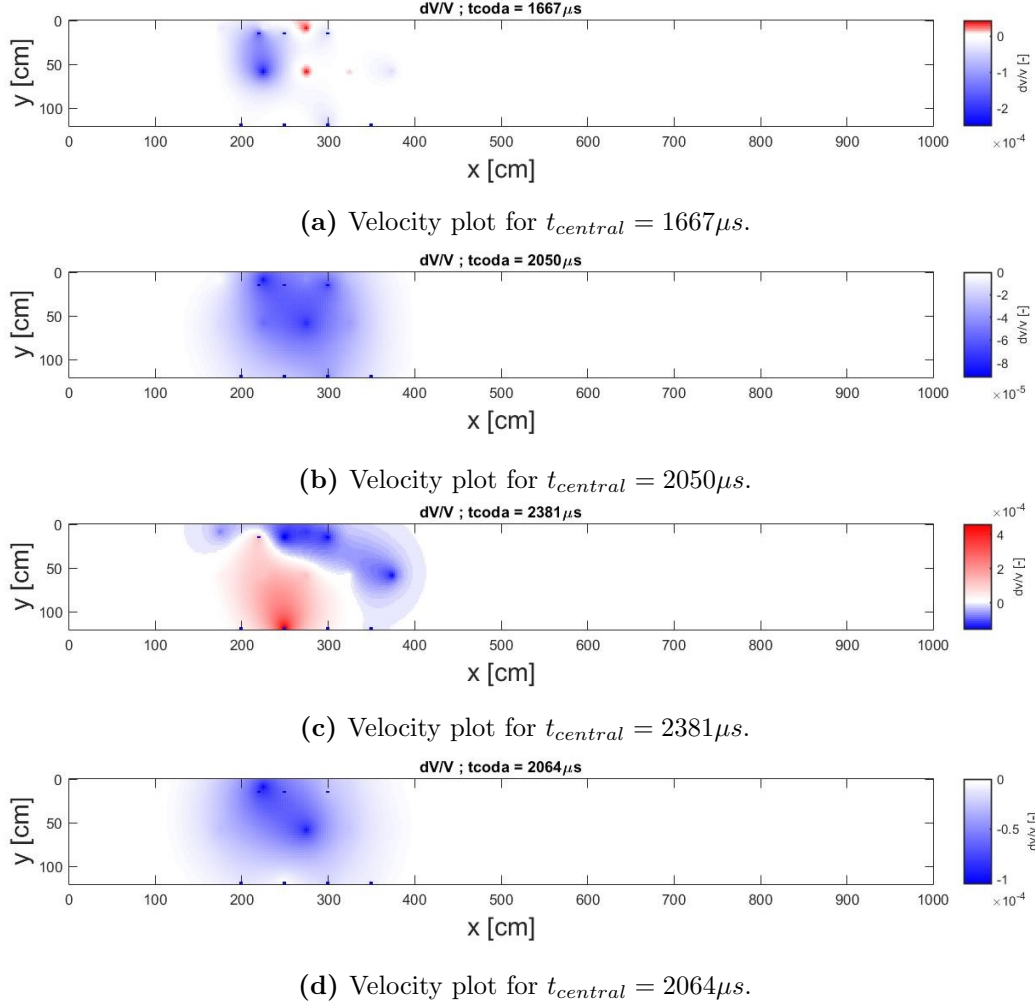 dV/V ; tcoda = 1667μs
0
50
100
y [cm]
0 100 200 300 400 500 600 700 800 900 1000
x [cm]
0
-1
-2
×10⁻⁴
dv/v [-]
(a) Velocity plot for t_central = 1667μs.
dV/V ; tcoda = 2050μs
0
50
100
y [cm]
0 100 200 300 400 500 600 700 800 900 1000
x [cm]
0
-2
-4
-6
-8
×10⁻⁵
dv/v [-]
(b) Velocity plot for t_central = 2050μs.
dV/V ; tcoda = 2381μs
0
50
100
y [cm]
0 100 200 300 400 500 600 700 800 900 1000
x [cm]
×10⁻⁴
4
2
0
dv/v [-]
(c) Velocity plot for t_central = 2381μs.
dV/V ; tcoda = 2064μs
0
50
100
y [cm]
0 100 200 300 400 500 600 700 800 900 1000
x [cm]
0
-0.5
-1
×10⁻⁴
dv/v [-]
(d) Velocity plot for t_central = 2064μs.